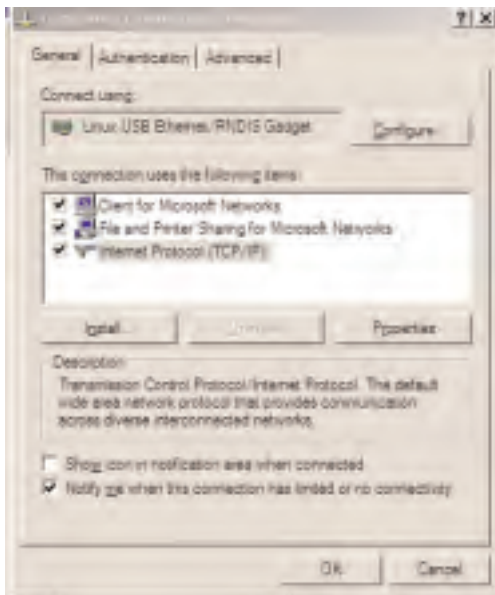 General Authentication Advanced
Connect using:
Linux USB Ethernet/RNDIS Gadget
Configure...
This connection uses the following items:
Client for Microsoft Networks
File and Printer Sharing for Microsoft Networks
Internet Protocol (TCP/IP)
Install... Properties
Description
Transmission Control Protocol/Internet Protocol. The default
wide area network protocol that provides communication
across diverse interconnected networks.
Show icon in notification area when connected
Notify me when this connection has limited or no connectivity
OK Cancel